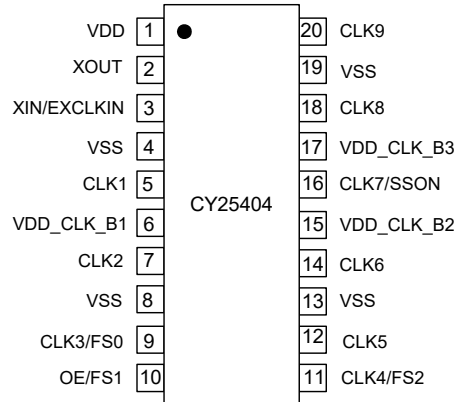 VDD 1 20 CLK9
XOUT 2 19 VSS
XIN/EXCLKIN 3 18 CLK8
VSS 4 17 VDD_CLK_B3
CLK1 5 16 CLK7/SSON
CY25404
VDD_CLK_B1 6 15 VDD_CLK_B2
CLK2 7 14 CLK6
VSS 8 13 VSS
CLK3/FS0 9 12 CLK5
OE/FS1 10 11 CLK4/FS2